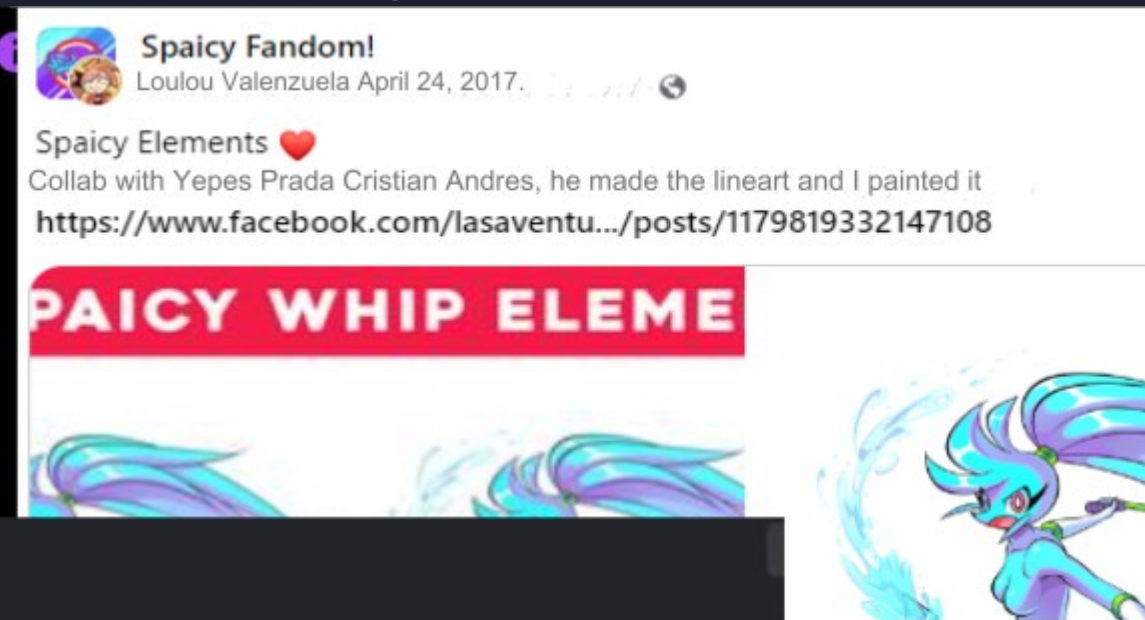 Spaicy Fandom!
Loulou Valenzuela April 24, 2017.
Spaicy Elements ❤️
Collab with Yepes Prada Cristian Andres, he made the lineart and I painted it
https://www.facebook.com/lasaventu.../posts/1179819332147108
PAICY WHIP ELEME